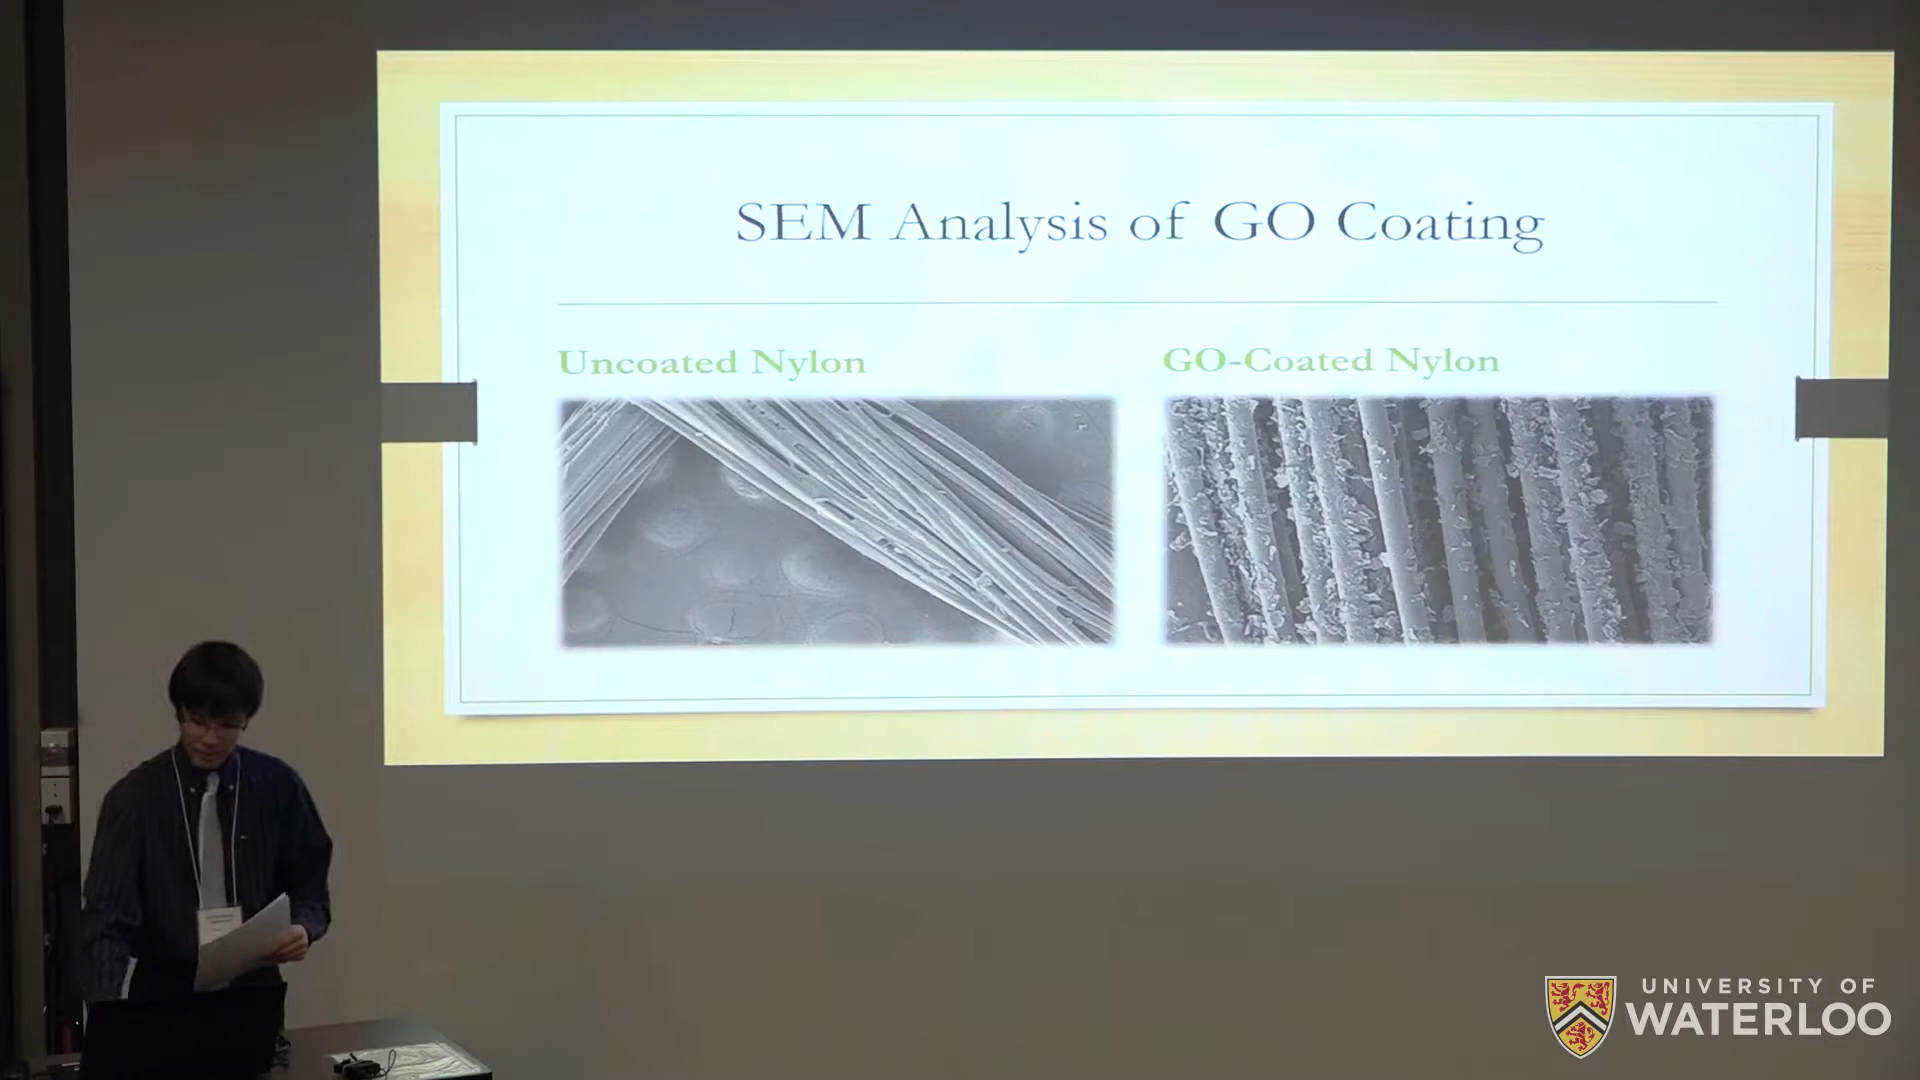 SEM Analysis of GO Coating
Uncoated Nylon
GO-Coated Nylon
UNIVERSITY OF
WATERLOO